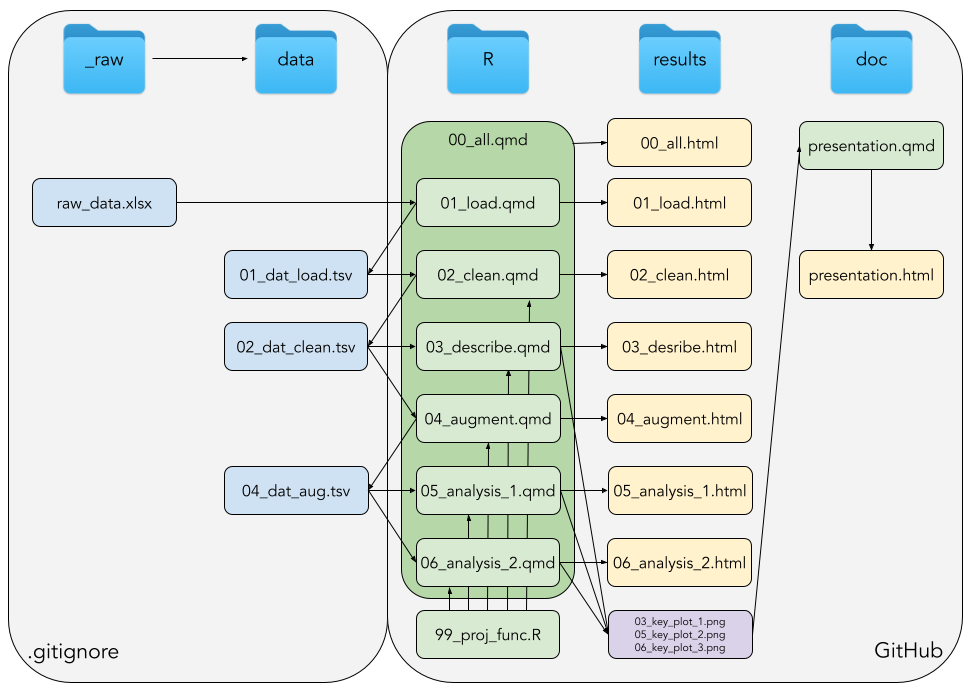 _raw
data
R
results
doc
00_all.qmd
00_all.html
presentation.qmd
raw_data.xlsx
01_load.qmd
01_load.html
01_dat_load.tsv
02_clean.qmd
02_clean.html
presentation.html
02_dat_clean.tsv
03_describe.qmd
03_desribe.html
04_augment.qmd
04_augment.html
04_dat_aug.tsv
05_analysis_1.qmd
05_analysis_1.html
06_analysis_2.qmd
06_analysis_2.html
99_proj_func.R
03_key_plot_1.png
05_key_plot_2.png
06_key_plot_3.png
.gitignore
GitHub